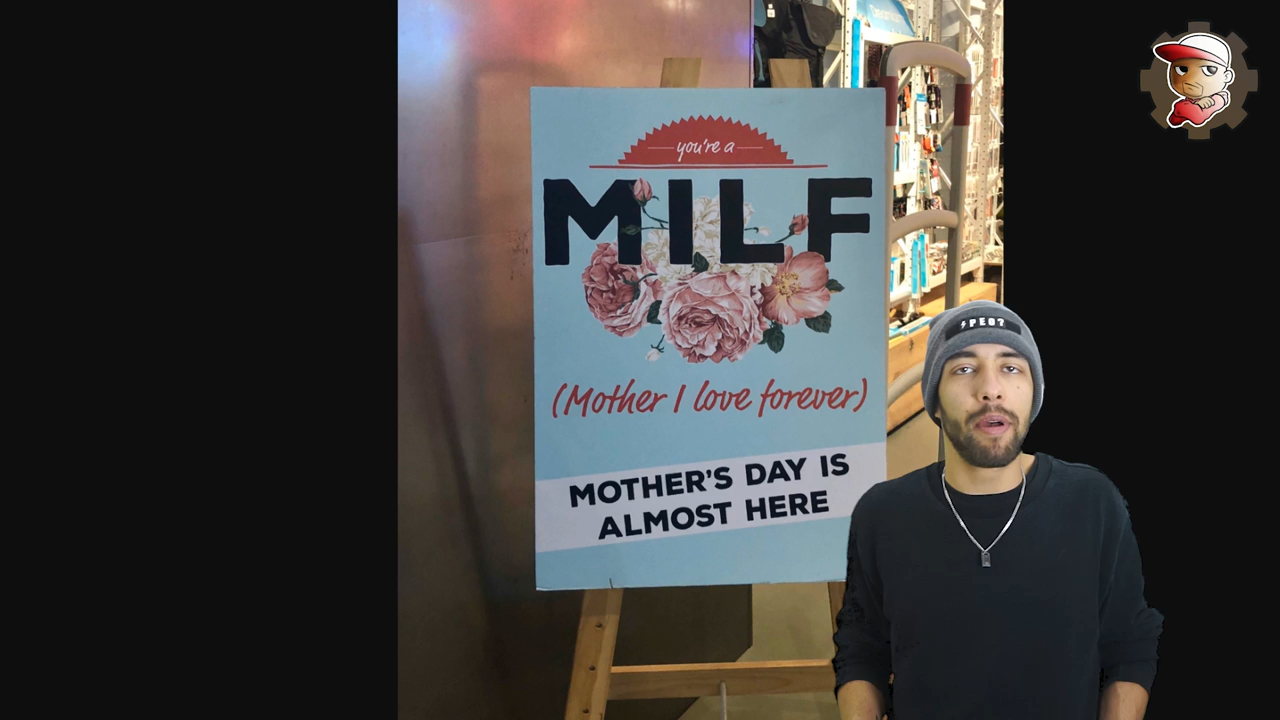 you're a
MILF
(Mother I love forever)
MOTHER'S DAY IS
ALMOST HERE